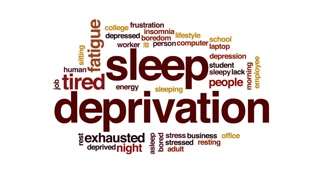 college frustration
depressed insomnia
boredom lifestyle
worker ill person computer school
laptop
sitting fatigue sleep depression
student
human sleepy lack
job tired energy sleeping people morning employee
deprivation
rest exhausted asleep bored stress business office
deprived night stressed resting
adult